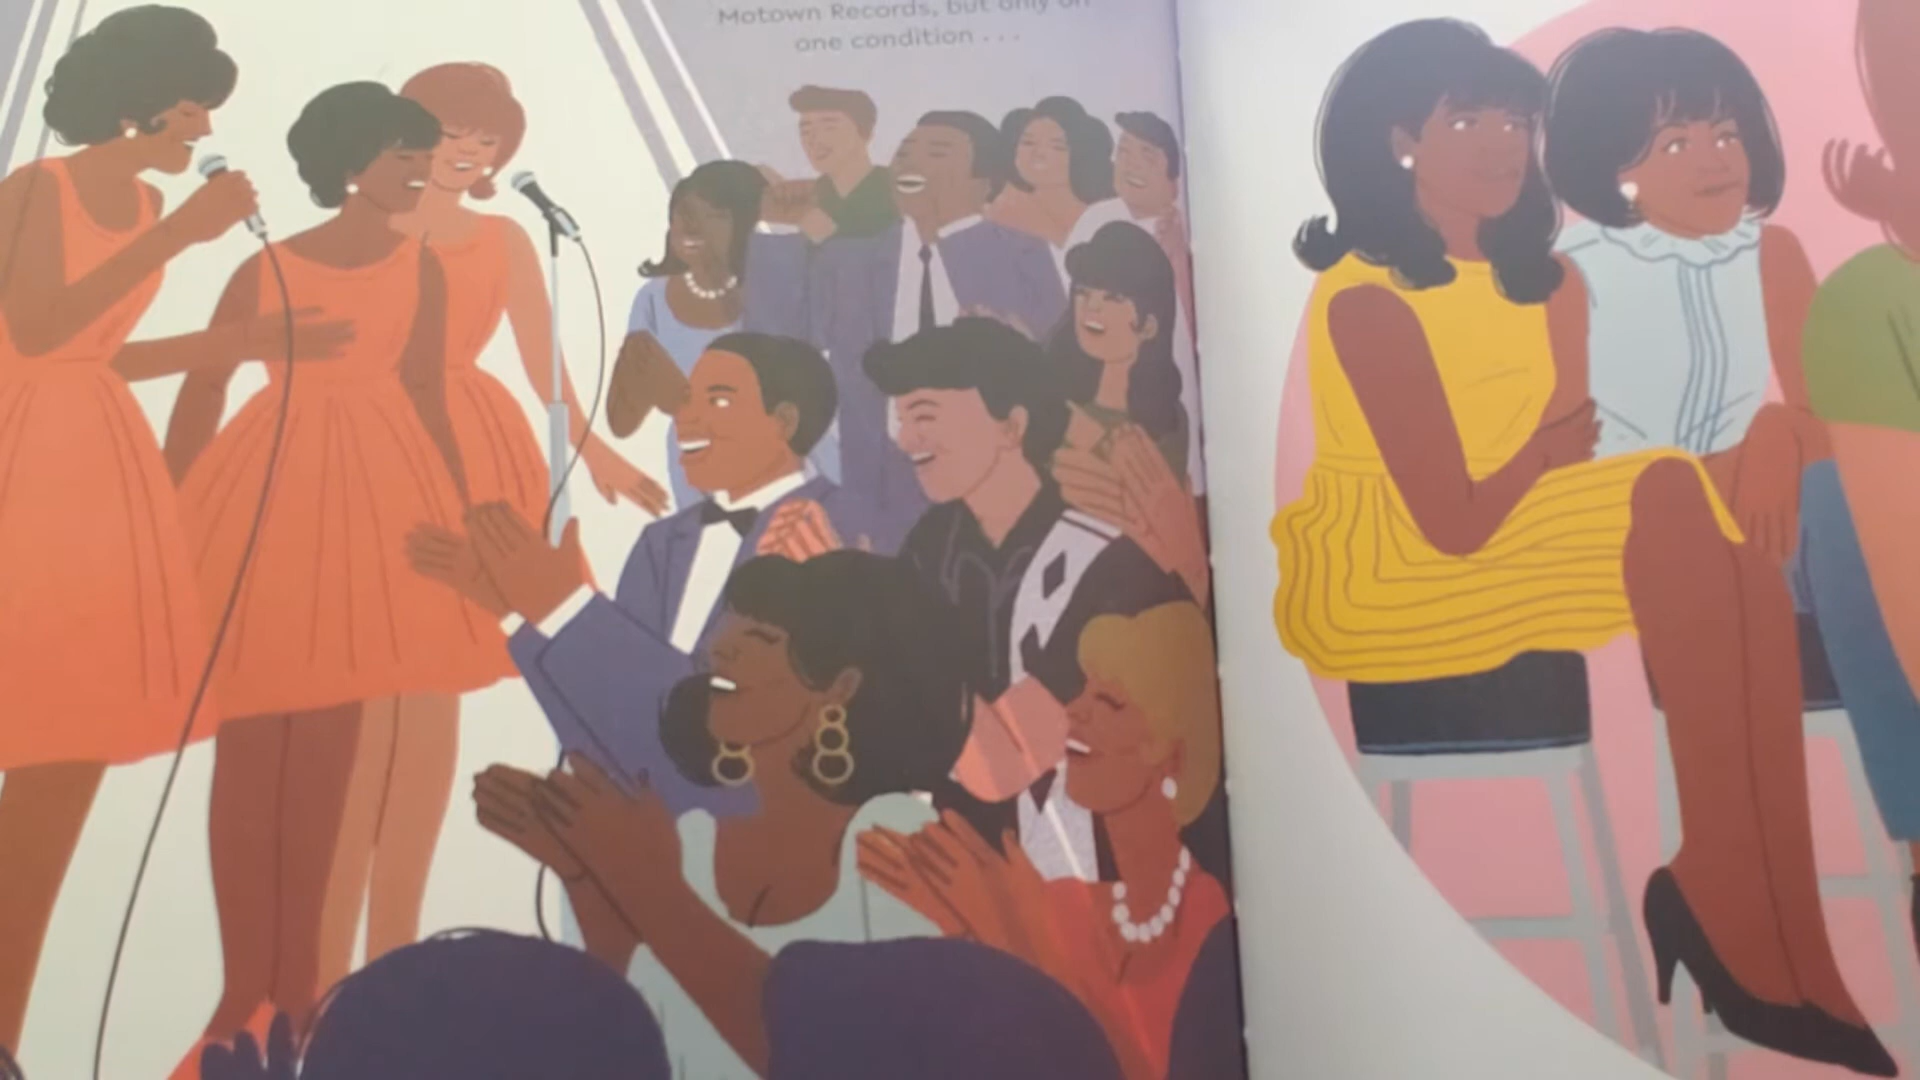 Motown Records, but only on
one condition . . .